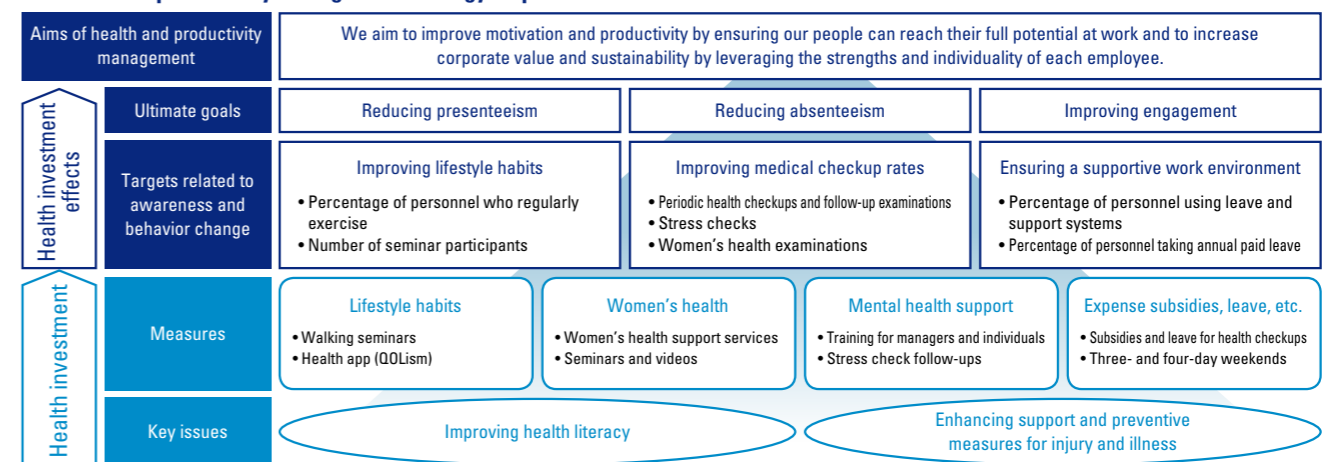 Aims of health and productivity
management
We aim to improve motivation and productivity by ensuring our people can reach their full potential at work and to increase
corporate value and sustainability by leveraging the strengths and individuality of each employee.
Health investment
effects
Ultimate goals
Reducing presenteeism
Reducing absenteeism
Improving engagement
Targets related to
awareness and
behavior change
Improving lifestyle habits
• Percentage of personnel who regularly
exercise
• Number of seminar participants
Improving medical checkup rates
• Periodic health checkups and follow-up examinations
• Stress checks
• Women's health examinations
Ensuring a supportive work environment
• Percentage of personnel using leave and
support systems
• Percentage of personnel taking annual paid leave
Health investment
Measures
Lifestyle habits
• Walking seminars
• Health app (QOLism)
Women's health
• Women's health support services
• Seminars and videos
Mental health support
• Training for managers and individuals
• Stress check follow-ups
Expense subsidies, leave, etc.
• Subsidies and leave for health checkups
• Three- and four-day weekends
Key issues
Improving health literacy
Enhancing support and preventive
measures for injury and illness